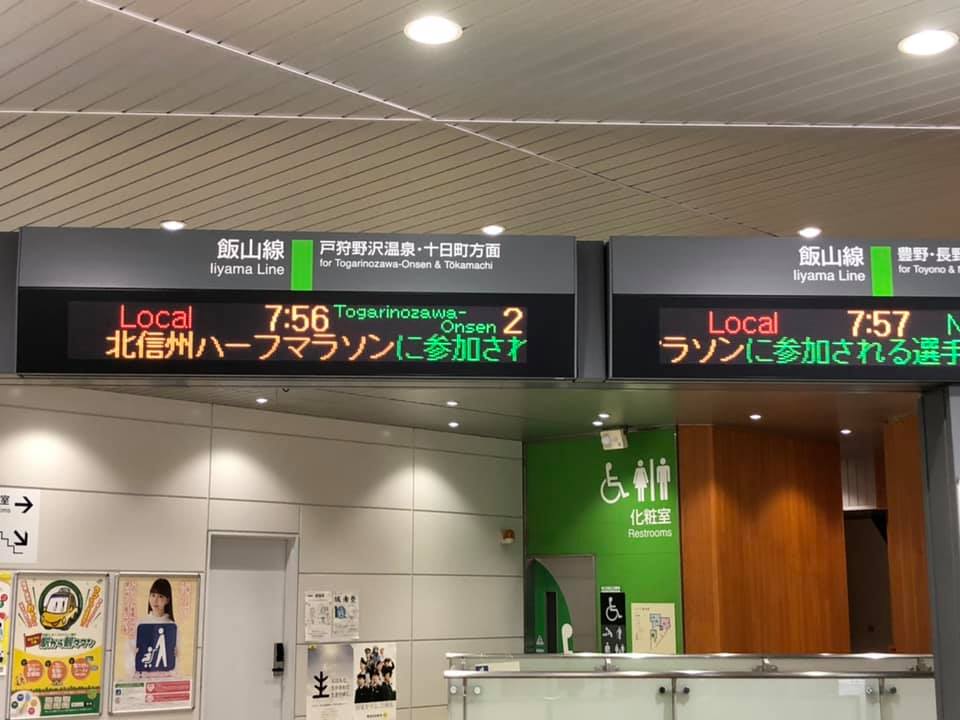 飯山線
Iiyama Line
戸狩野沢温泉・十日町方面
for Togarinozawa-Onsen & Tōkamachi
Local 7:56 Togarinozawa-Onsen 2
北信州ハーフマラソンに参加され
飯山線
Iiyama Line
豊野・長野
for Toyono &
Local 7:57 N
ラソンに参加される選手
化粧室
Restrooms
室